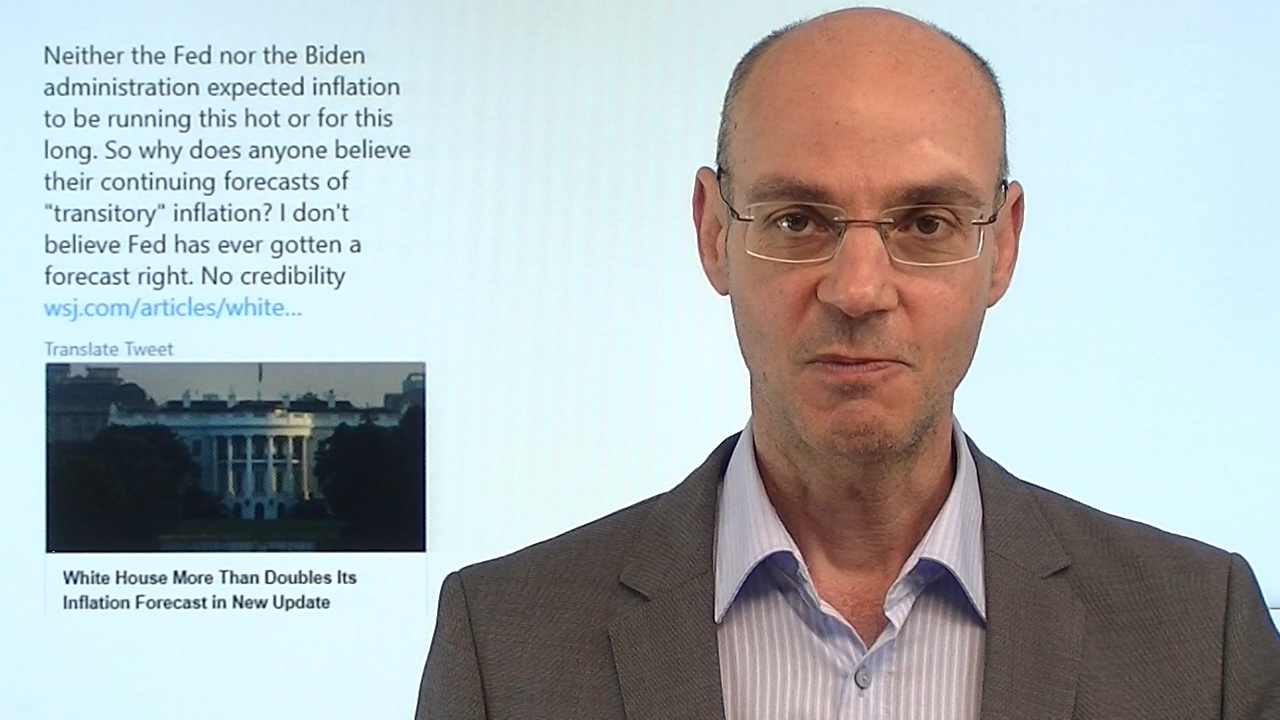 Neither the Fed nor the Biden
administration expected inflation
to be running this hot or for this
long. So why does anyone believe
their continuing forecasts of
"transitory" inflation? I don't
believe Fed has ever gotten a
forecast right. No credibility
wsj.com/articles/white...
Translate Tweet
White House More Than Doubles Its
Inflation Forecast in New Update